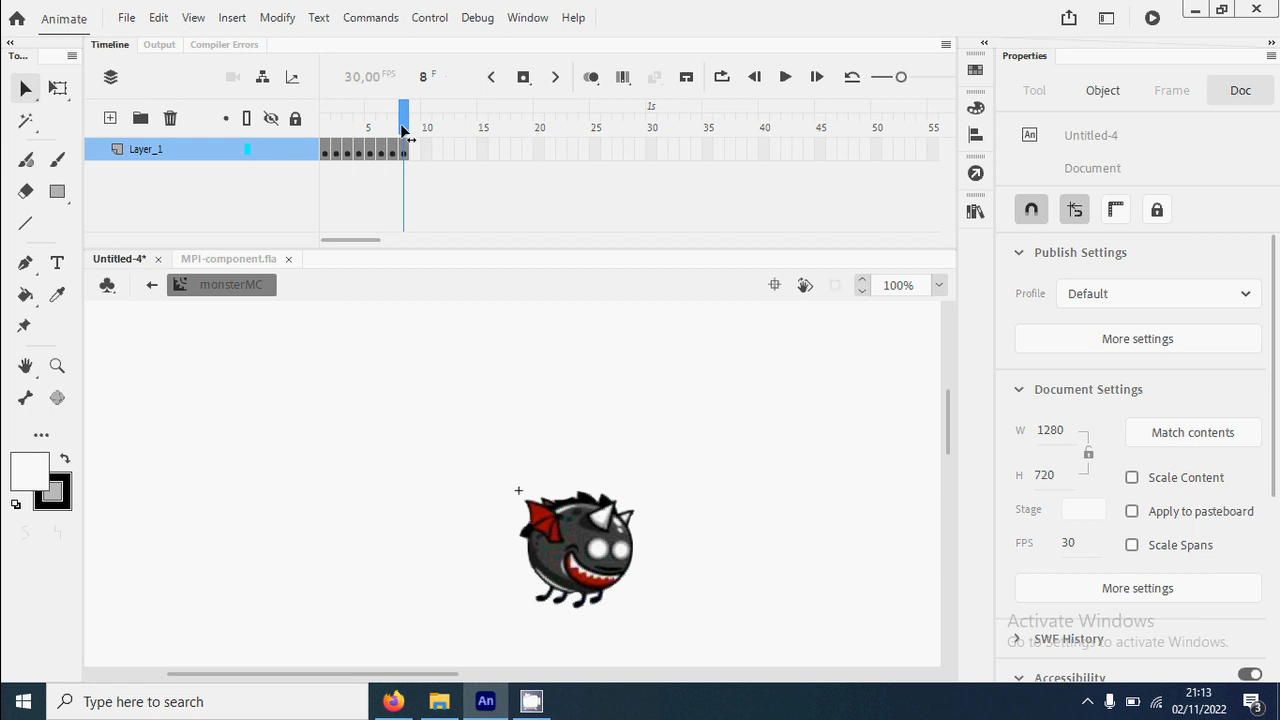 Animate
File Edit View Insert Modify Text Commands Control Debug Window Help
Timeline Output Compiler Errors
To...
30,00 FPS 8 F
1s
5 10 15 20 25 30 35 40 45 50 55
Layer_1
Untitled-4* × MPI-component.fla ×
monsterMC
100%
Properties
Tool Object Frame Doc
An Untitled-4
Document
Publish Settings
Profile Default
More settings
Document Settings
W 1280
Match contents
H 720
Scale Content
Stage
Apply to pasteboard
FPS 30
Scale Spans
More settings
Activate Windows
SWF History
Go to Settings to activate Windows.
Accessibility
Type here to search
An
21:13
02/11/2022
3